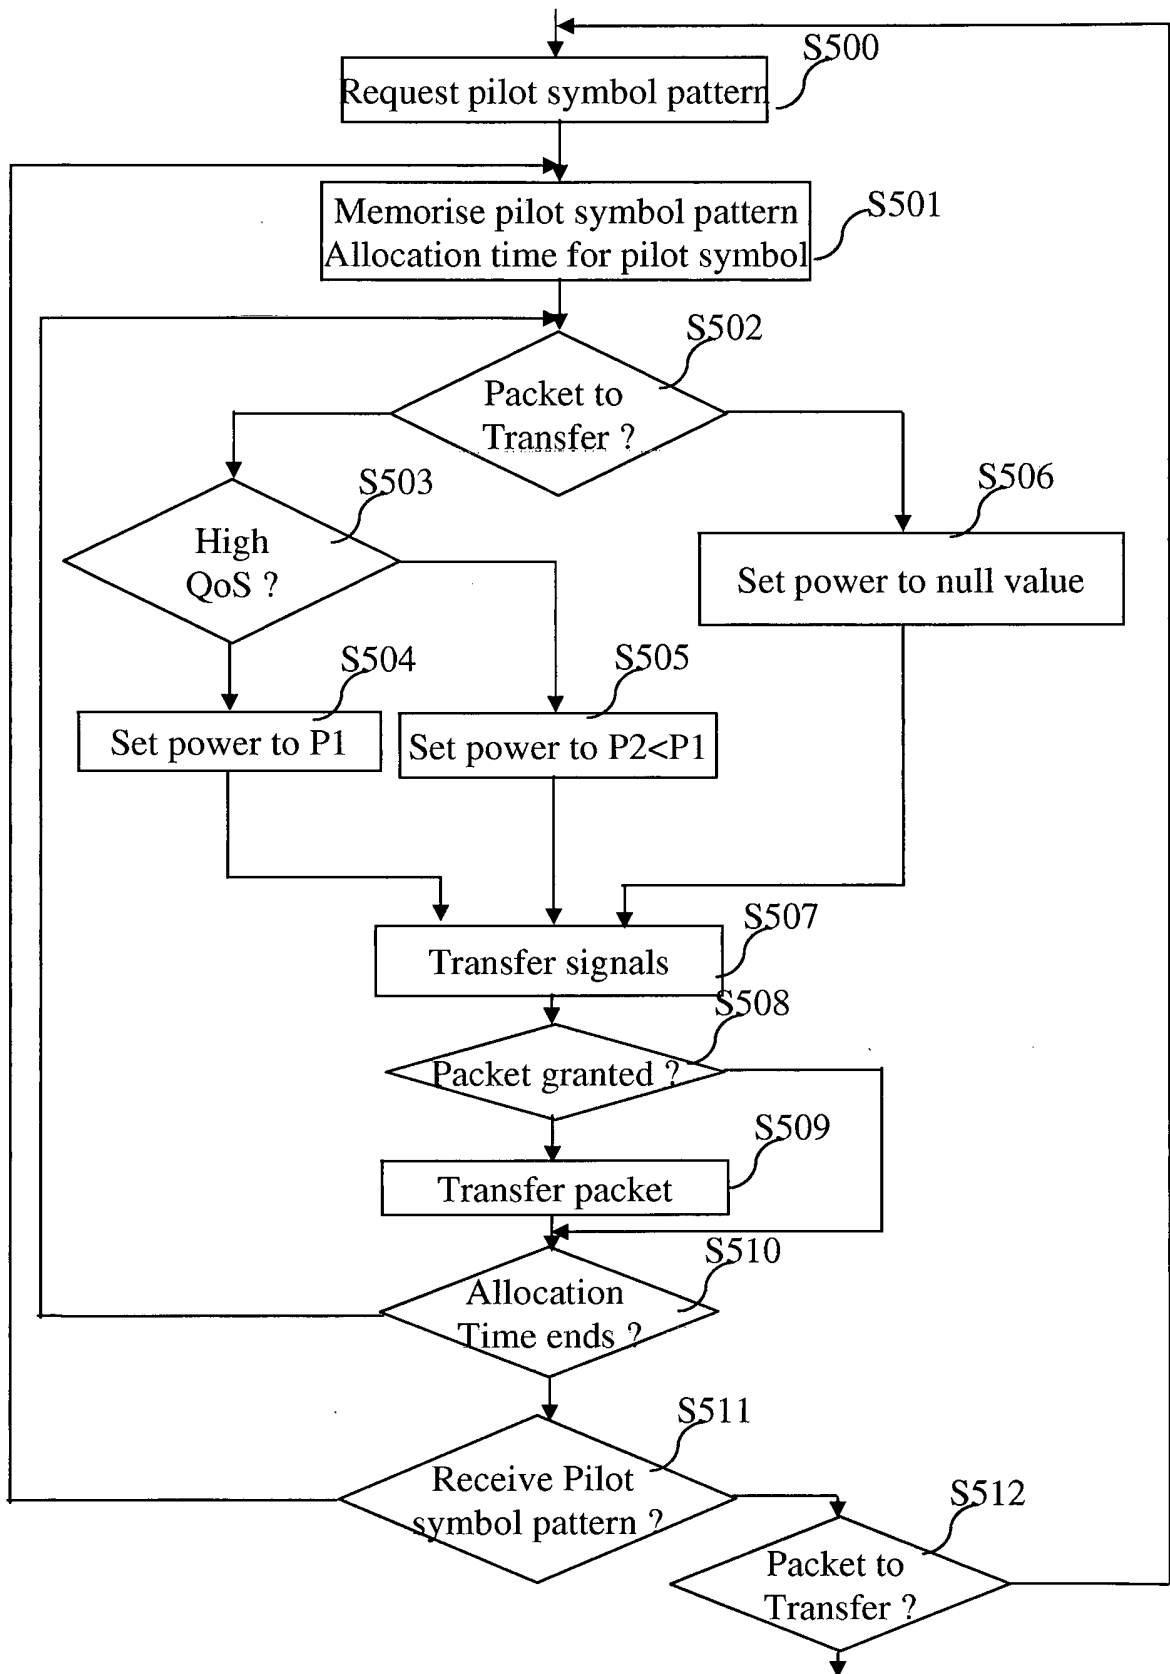 S500
Request pilot symbol pattern
S501
Memorise pilot symbol pattern
Allocation time for pilot symbol
S502
Packet to
Transfer ?
S503
High
QoS ?
S506
Set power to null value
S504
Set power to P1
S505
Set power to P2<P1
S507
Transfer signals
S508
Packet granted ?
S509
Transfer packet
S510
Allocation
Time ends ?
S511
Receive Pilot
symbol pattern ?
S512
Packet to
Transfer ?